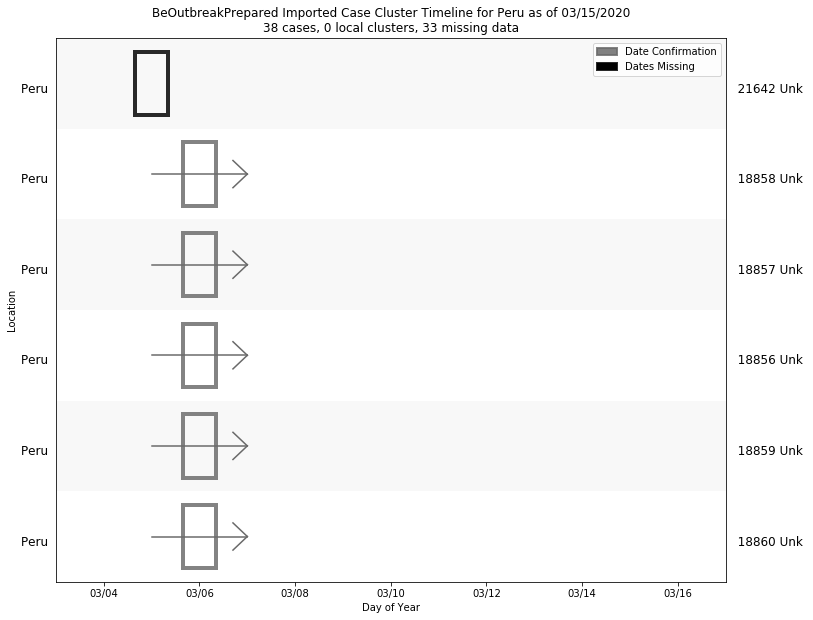 BeOutbreakPrepared Imported Case Cluster Timeline for Peru as of 03/15/2020
38 cases, 0 local clusters, 33 missing data
Date Confirmation
Dates Missing
Peru 21642 Unk
Peru 18858 Unk
Peru 18857 Unk
Peru 18856 Unk
Peru 18859 Unk
Peru 18860 Unk
Location
03/04 03/06 03/08 03/10 03/12 03/14 03/16
Day of Year